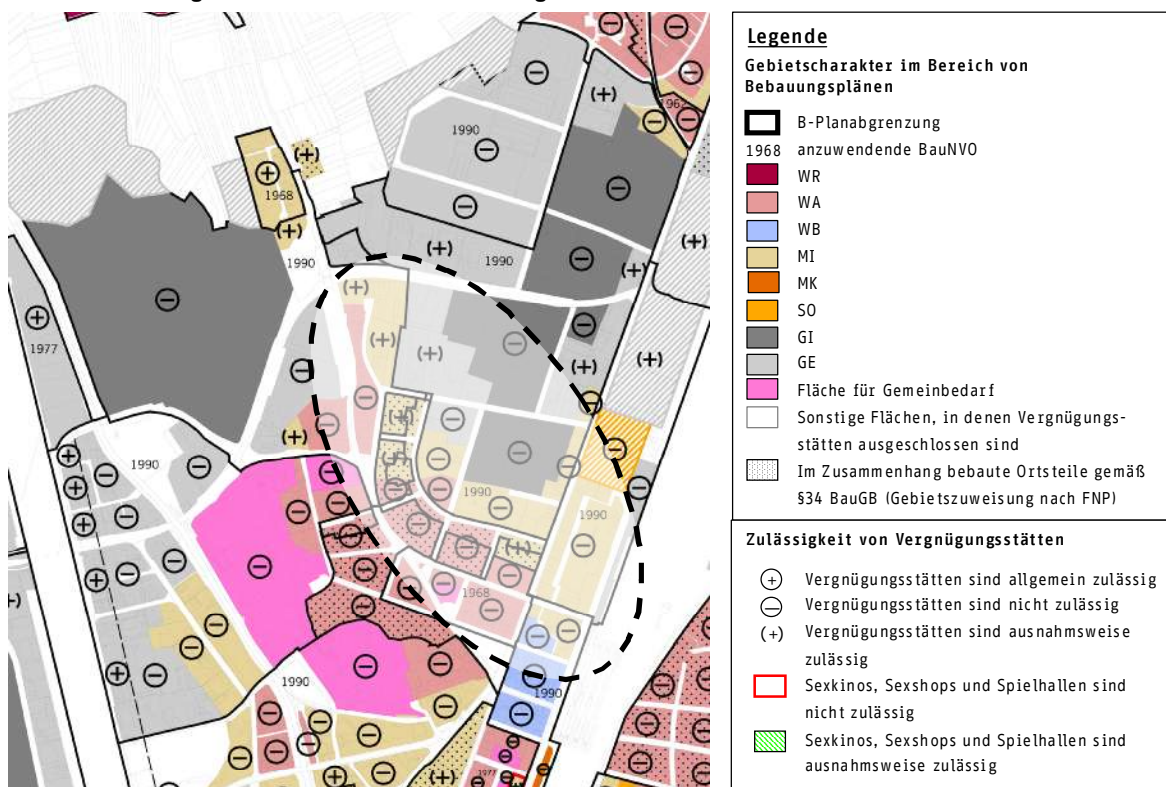 1990
1968
1990
1990
1962
1977
1990
1990
1990
1968
1990
1990
1977
Legende
Gebietscharakter im Bereich von
Bebauungsplänen
B-Planabgrenzung
1968 anzuwendende BauNVO
WR
WA
WB
MI
MK
SO
GI
GE
Fläche für Gemeinbedarf
Sonstige Flächen, in denen Vergnügungs-
stätten ausgeschlossen sind
Im Zusammenhang bebaute Ortsteile gemäß
§34 BauGB (Gebietszuweisung nach FNP)
Zulässigkeit von Vergnügungsstätten
+ Vergnügungsstätten sind allgemein zulässig
− Vergnügungsstätten sind nicht zulässig
(+) Vergnügungsstätten sind ausnahmsweise
zulässig
Sexkinos, Sexshops und Spielhallen sind
nicht zulässig
Sexkinos, Sexshops und Spielhallen sind
ausnahmsweise zulässig